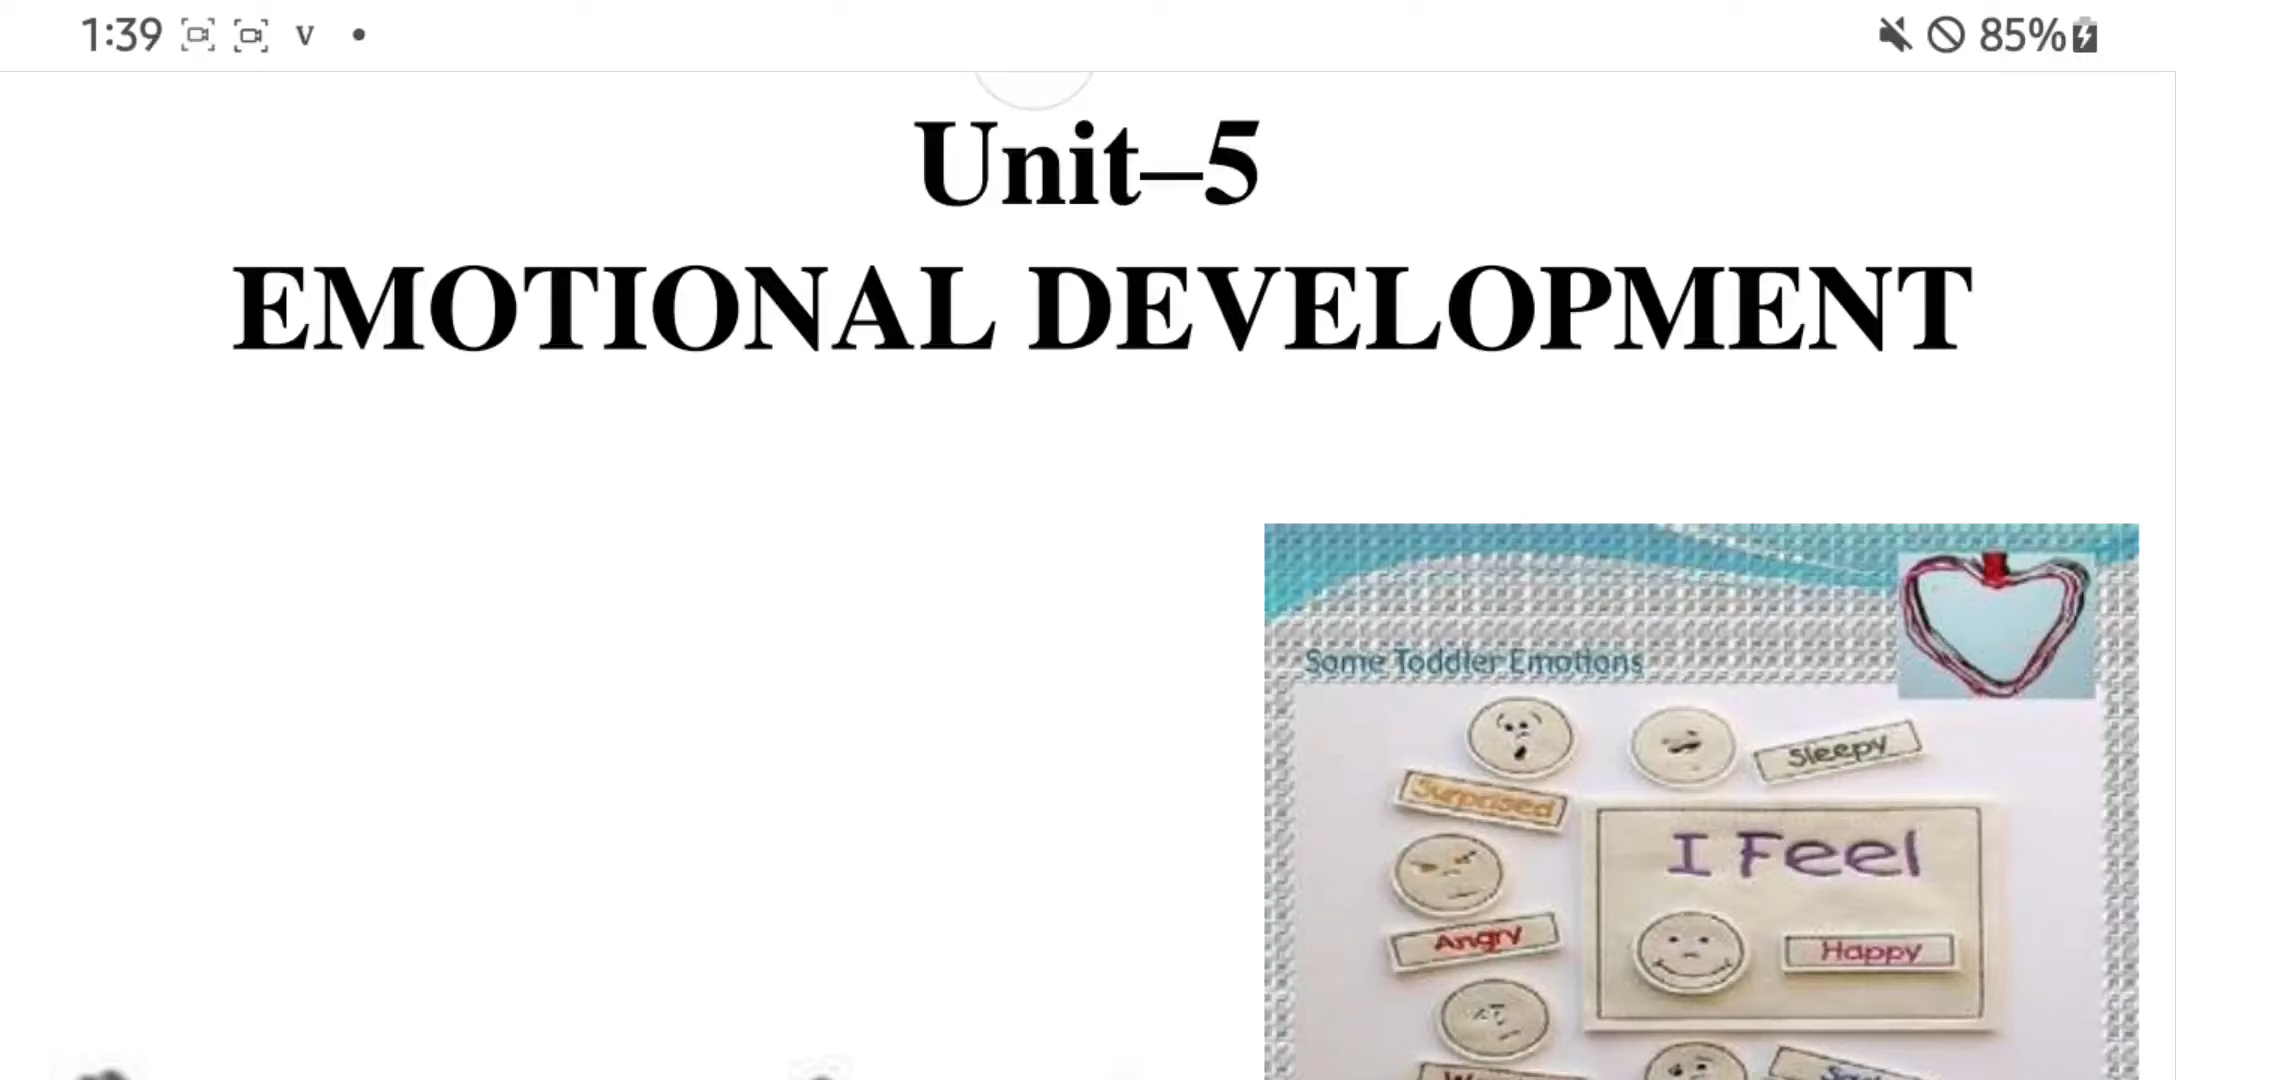 1:39 V 85%
Unit–5
EMOTIONAL DEVELOPMENT
Some Toddler Emotions
Sleepy
Surprised
I Feel
Angry
Happy